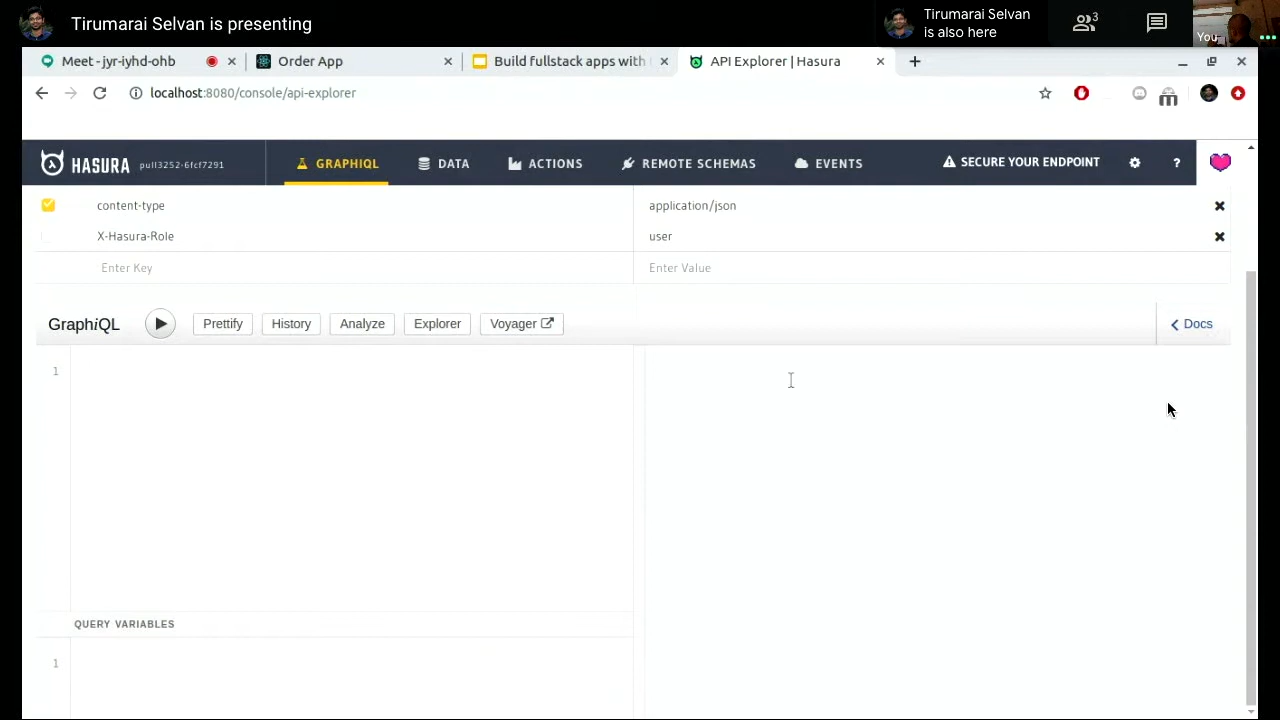 Tirumarai Selvan is presenting
Tirumarai Selvan
is also here
3
You
Meet - jyr-iyhd-ohb
Order App
Build fullstack apps with
API Explorer | Hasura
localhost:8080/console/api-explorer
HASURA pull3252-6fcf7291
GRAPHIQL
DATA
ACTIONS
REMOTE SCHEMAS
EVENTS
SECURE YOUR ENDPOINT
?
content-type application/json
X-Hasura-Role user
Enter Key Enter Value
GraphiQL
Prettify
History
Analyze
Explorer
Voyager
Docs
1
QUERY VARIABLES
1